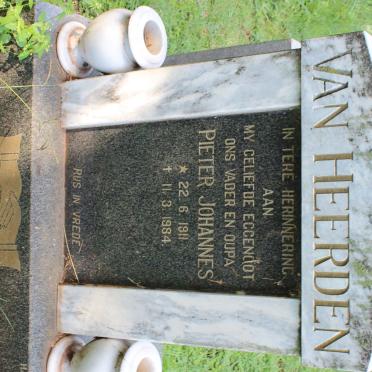 VAN HEERDEN
IN TERE HERINNERING
AAN
MY GELIEFDE EGGENOOT
ONS VADER EN OUPA
PIETER JOHANNES
* 22·6·1911
† 11·3·1984.
RUS IN VREDE